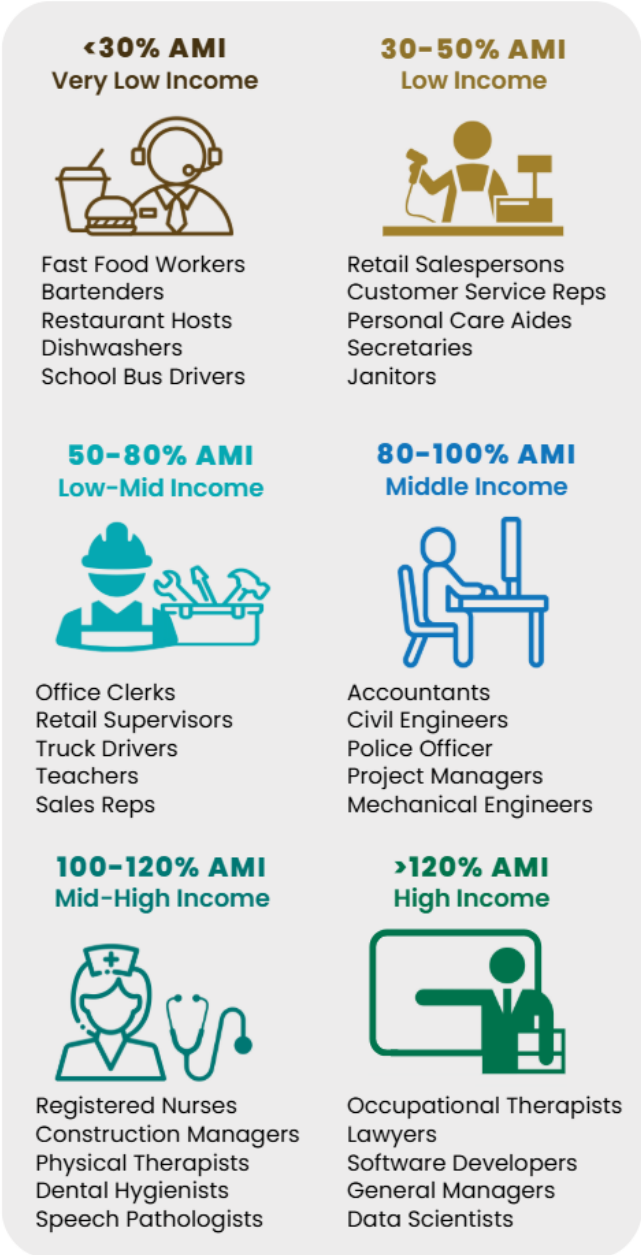 <30% AMI
Very Low Income
Fast Food Workers
Bartenders
Restaurant Hosts
Dishwashers
School Bus Drivers
30-50% AMI
Low Income
Retail Salespersons
Customer Service Reps
Personal Care Aides
Secretaries
Janitors
50-80% AMI
Low-Mid Income
Office Clerks
Retail Supervisors
Truck Drivers
Teachers
Sales Reps
80-100% AMI
Middle Income
Accountants
Civil Engineers
Police Officer
Project Managers
Mechanical Engineers
100-120% AMI
Mid-High Income
Registered Nurses
Construction Managers
Physical Therapists
Dental Hygienists
Speech Pathologists
>120% AMI
High Income
Occupational Therapists
Lawyers
Software Developers
General Managers
Data Scientists